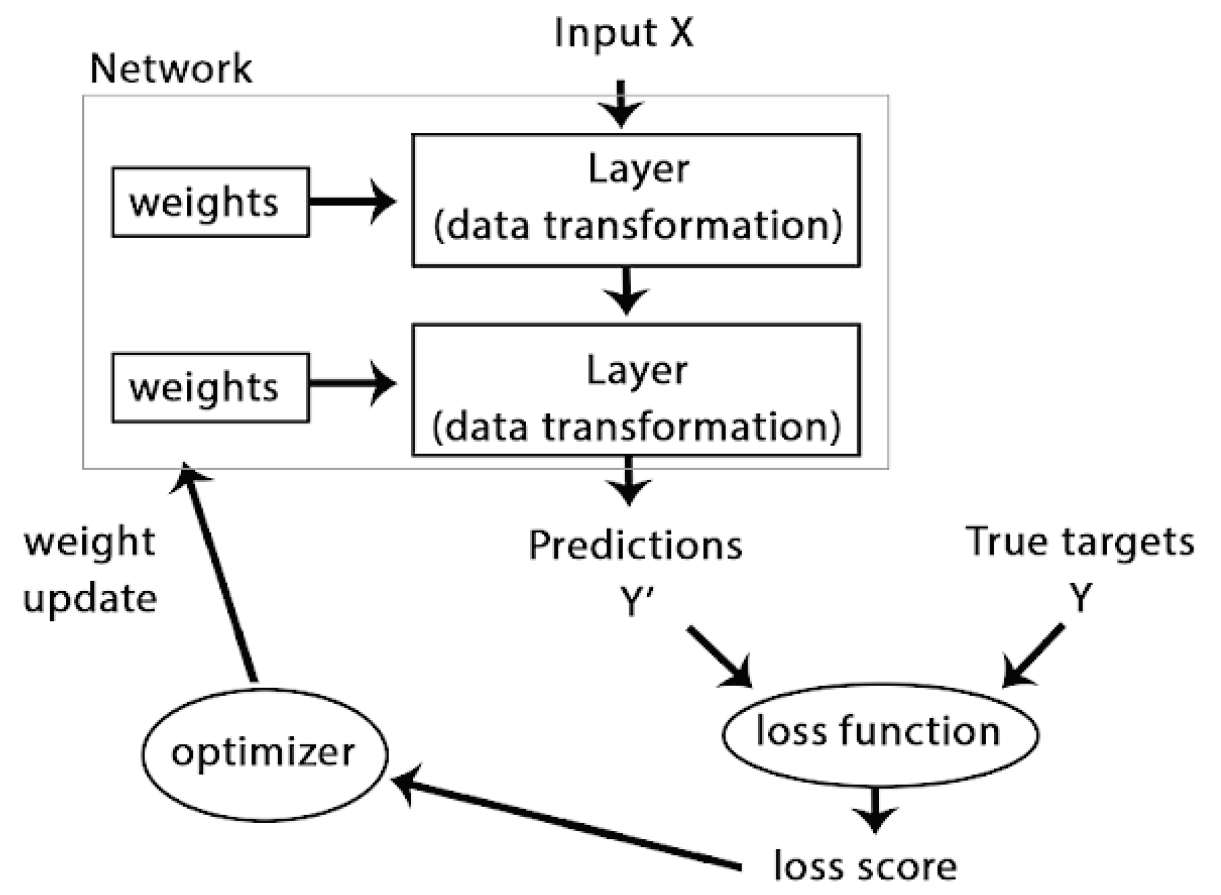 Input X
Network
weights
Layer
(data transformation)
weights
Layer
(data transformation)
weight
update
Predictions
Y'
True targets
Y
optimizer
loss function
loss score